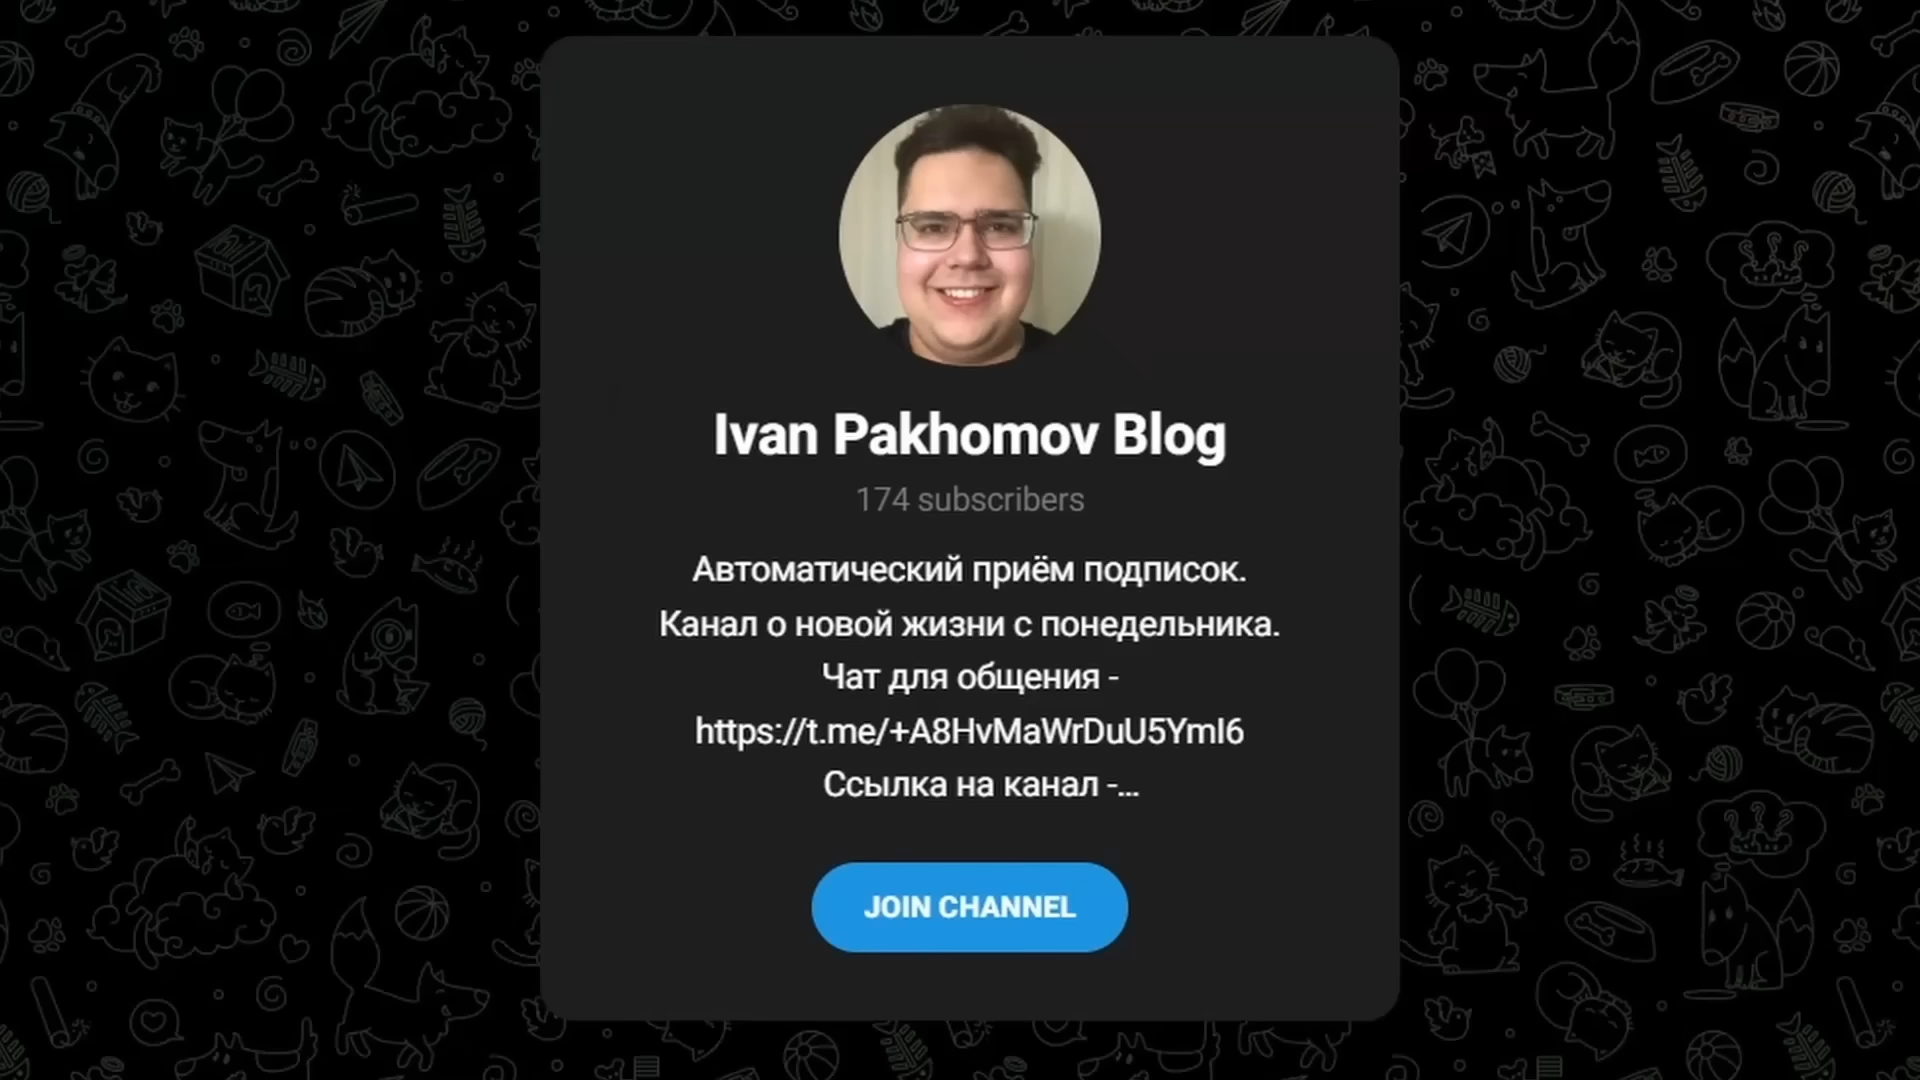 Ivan Pakhomov Blog
174 subscribers
Автоматический приём подписок.
Канал о новой жизни с понедельника.
Чат для общения -
https://t.me/+A8HvMaWrDuU5YmI6
Ссылка на канал -...
JOIN CHANNEL